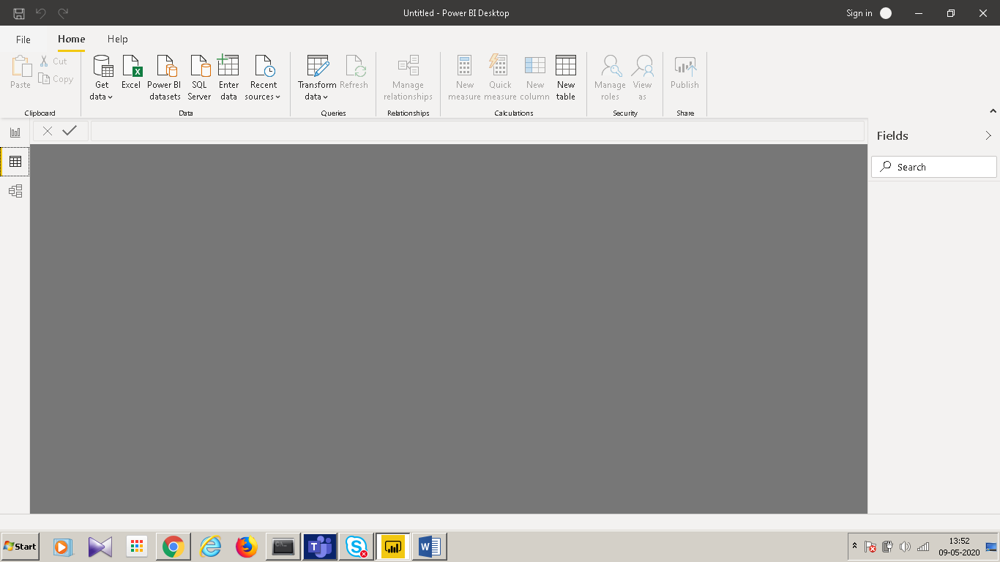 Untitled - Power BI Desktop
Sign in
File Home Help
Paste
Cut
Copy
Clipboard
Get data
Excel
Power BI datasets
SQL Server
Enter data
Recent sources
Data
Transform data
Refresh
Queries
Manage relationships
Relationships
New measure
Quick measure
New column
New table
Calculations
Manage roles
View as
Security
Publish
Share
Fields
Search
Start
13:52
09-05-2020